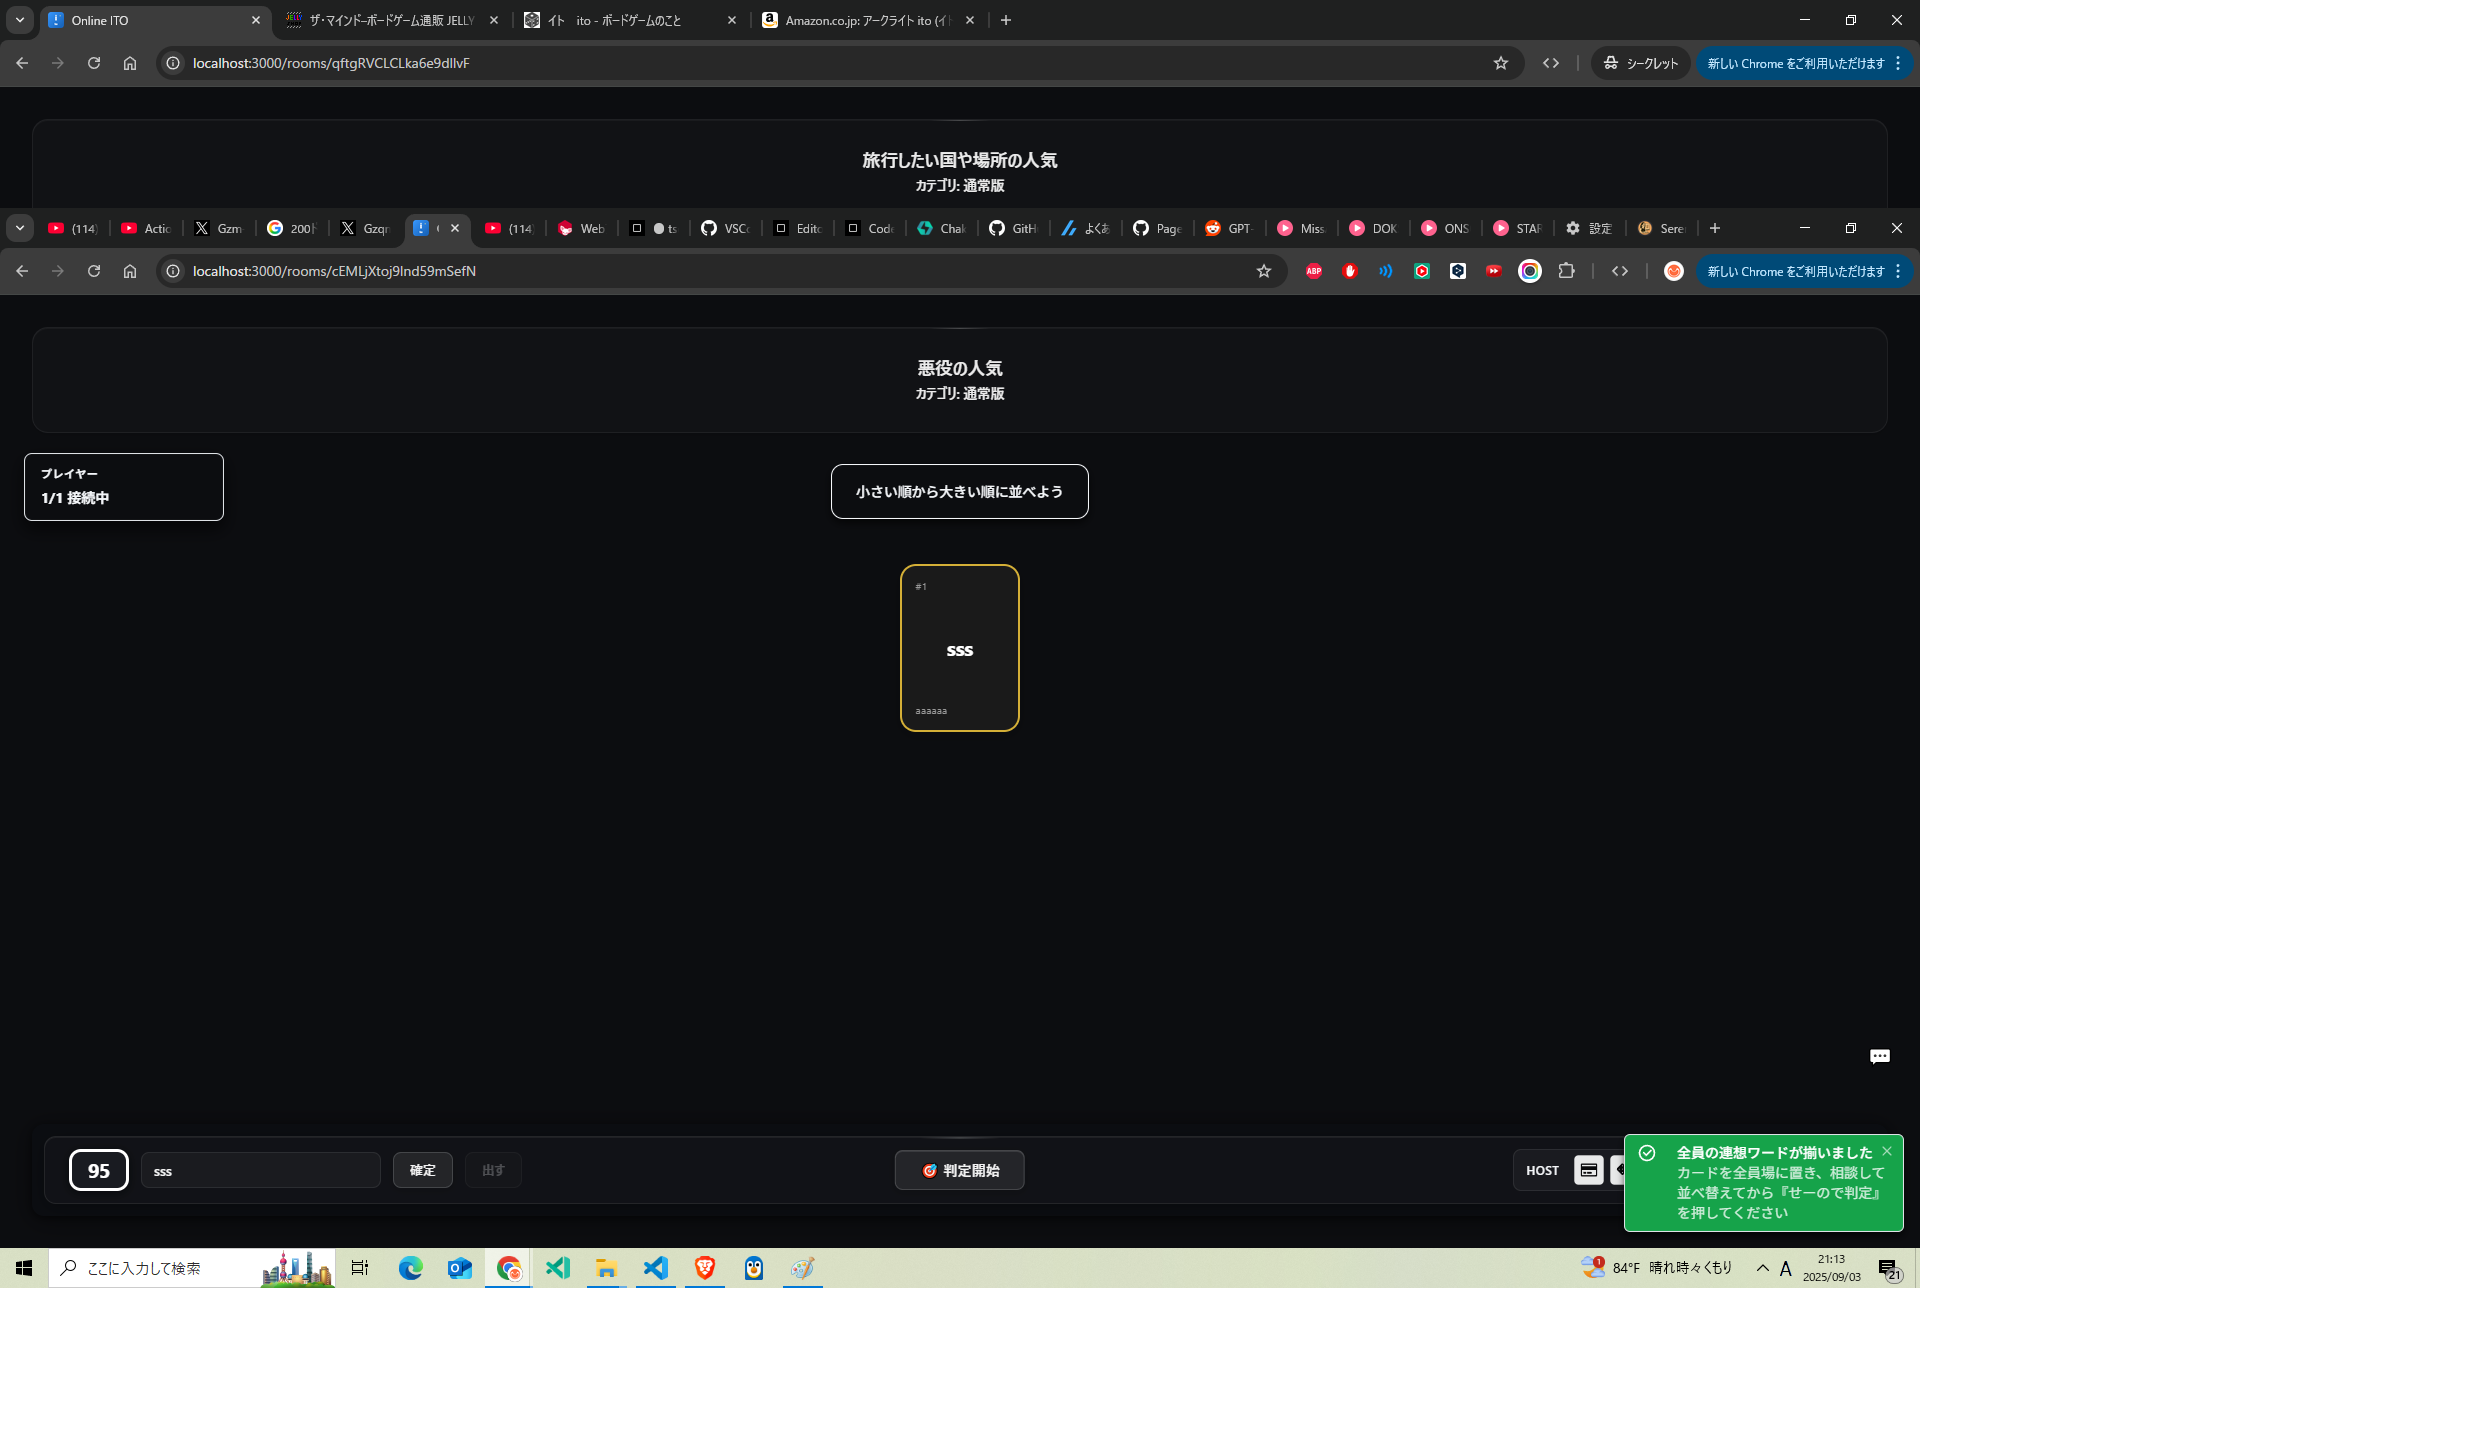 Online ITO
ザ・マインド–ボードゲーム通販 JELLY
イト ito - ボードゲームのこと
Amazon.co.jp: アークライト ito (イト
localhost:3000/rooms/qftgRVCLCLka6e9dllvF
シークレット
新しい Chrome をご利用いただけます
旅行したい国や場所の人気
カテゴリ: 通常版
(114)
Actic
Gzm
200
Gzqn
(114)
Web
ts
VSCo
Edito
Code
Chak
GitH
よくあ
Page
GPT-
Miss
DOK
ONS
STAR
設定
Seren
localhost:3000/rooms/cEMLjXtoj9lnd59mSefN
ABP
新しい Chrome をご利用いただけます
悪役の人気
カテゴリ: 通常版
プレイヤー
1/1 接続中
小さい順から大きい順に並べよう
#1
sss
aaaaaa
95
sss
確定
出す
判定開始
HOST
全員の連想ワードが揃いました
カードを全員場に置き、相談して
並べ替えてから『せーので判定』
を押してください
ここに入力して検索
84°F 晴れ時々くもり
A
21:13
2025/09/03
21